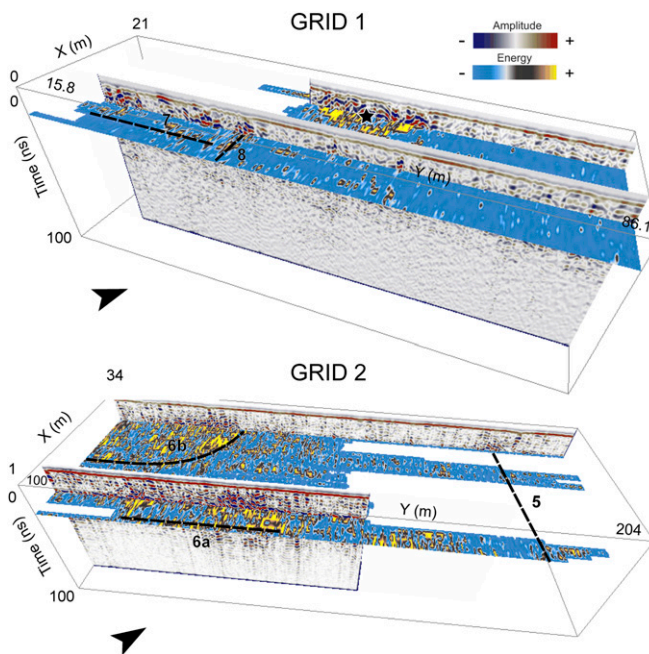 GRID 1
Amplitude
- +
Energy
- +
21
X (m)
0
0
15.8
7
8
Y (m)
86.1
Time (ns)
100
GRID 2
34
X (m)
6b
1
100
0
Y (m)
5
204
6a
Time (ns)
100